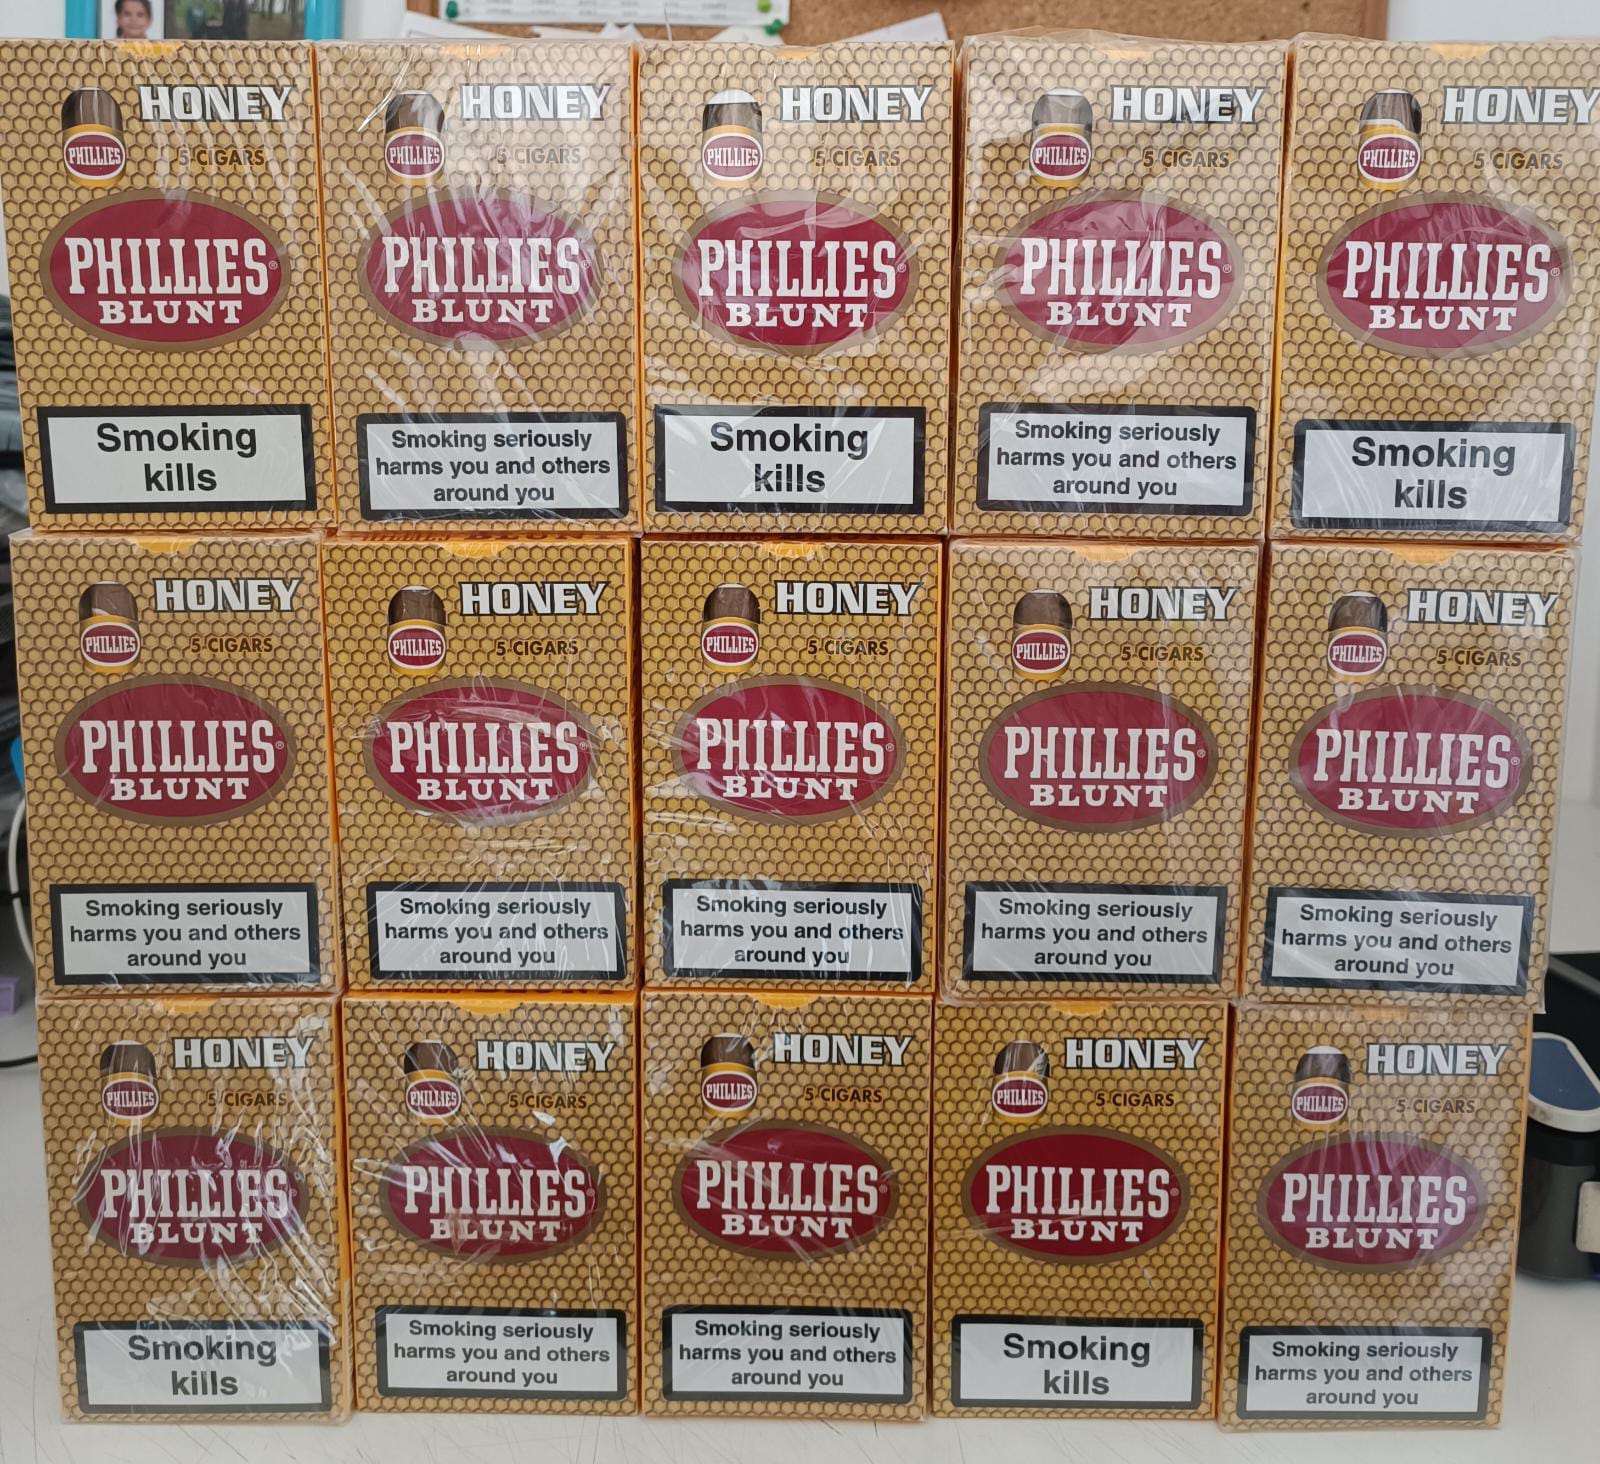 HONEY
PHILLIES
5 CIGARS
PHILLIES®
BLUNT
Smoking
kills
HONEY
PHILLIES
5 CIGARS
PHILLIES®
BLUNT
Smoking seriously
harms you and others
around you
HONEY
PHILLIES
5 CIGARS
PHILLIES®
BLUNT
Smoking
kills
HONEY
PHILLIES
5 CIGARS
PHILLIES®
BLUNT
Smoking seriously
harms you and others
around you
HONEY
PHILLIES
5 CIGARS
PHILLIES®
BLUNT
Smoking
kills
HONEY
PHILLIES
5 CIGARS
PHILLIES®
BLUNT
Smoking seriously
harms you and others
around you
HONEY
PHILLIES
5 CIGARS
PHILLIES®
BLUNT
Smoking seriously
harms you and others
around you
HONEY
PHILLIES
5 CIGARS
PHILLIES®
BLUNT
Smoking seriously
harms you and others
around you
HONEY
PHILLIES
5 CIGARS
PHILLIES®
BLUNT
Smoking seriously
harms you and others
around you
HONEY
PHILLIES
5 CIGARS
PHILLIES®
BLUNT
Smoking seriously
harms you and others
around you
HONEY
PHILLIES
5 CIGARS
PHILLIES®
BLUNT
Smoking
kills
HONEY
PHILLIES
5 CIGARS
PHILLIES®
BLUNT
Smoking seriously
harms you and others
around you
HONEY
PHILLIES
5 CIGARS
PHILLIES®
BLUNT
Smoking seriously
harms you and others
around you
HONEY
PHILLIES
5 CIGARS
PHILLIES®
BLUNT
Smoking
kills
HONEY
PHILLIES
5 CIGARS
PHILLIES®
BLUNT
Smoking seriously
harms you and others
around you